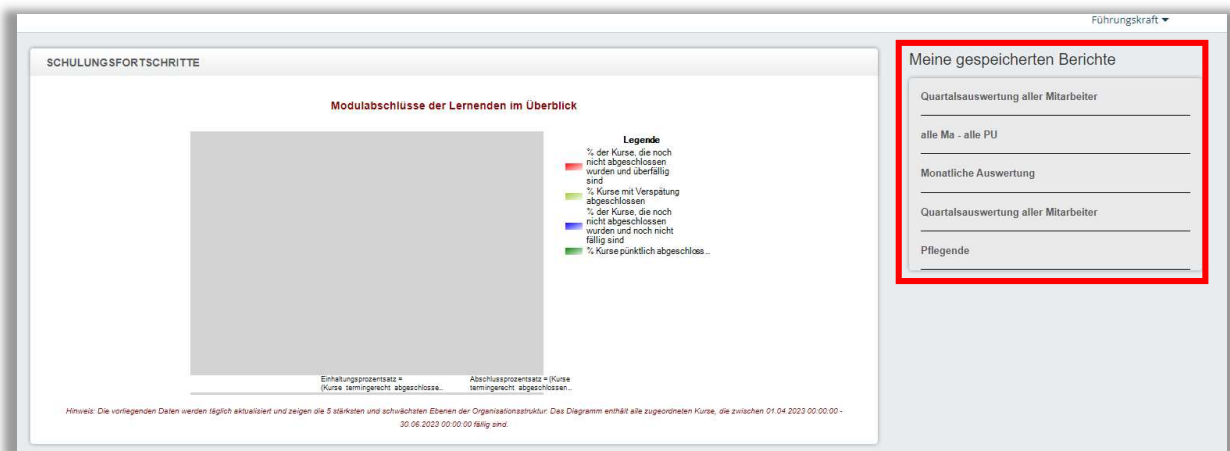 Führungskraft
SCHULUNGSFORTSCHRITTE
Modulabschlüsse der Lernenden im Überblick
Legende
% der Kurse, die noch
nicht abgeschlossen
wurden und überfällig
sind
% Kurse mit Verspätung
abgeschlossen
% der Kurse, die noch
nicht abgeschlossen
wurden und noch nicht
fällig sind
% Kurse pünktlich abgeschloss...
Einhaltungsprozentsatz =
(Kurse termingerecht abgeschlosse...
Abschlussprozentsatz = (Kurse
termingerecht abgeschlossen...
Hinweis: Die vorliegenden Daten werden täglich aktualisiert und zeigen die 5 stärksten und schwächsten Ebenen der Organisationsstruktur. Das Diagramm enthält alle zugeordneten Kurse, die zwischen 01.04.2023 00:00:00 -
30.06.2023 00:00:00 fällig sind.
Meine gespeicherten Berichte
Quartalsauswertung aller Mitarbeiter
alle Ma - alle PU
Monatliche Auswertung
Quartalsauswertung aller Mitarbeiter
Pflegende